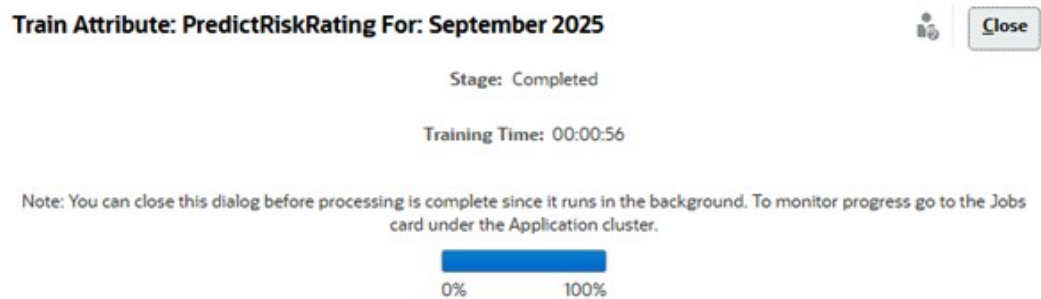 Train Attribute: PredictRiskRating For: September 2025
Close
Stage: Completed
Training Time: 00:00:56
Note: You can close this dialog before processing is complete since it runs in the background. To monitor progress go to the Jobs
card under the Application cluster.
0% 100%